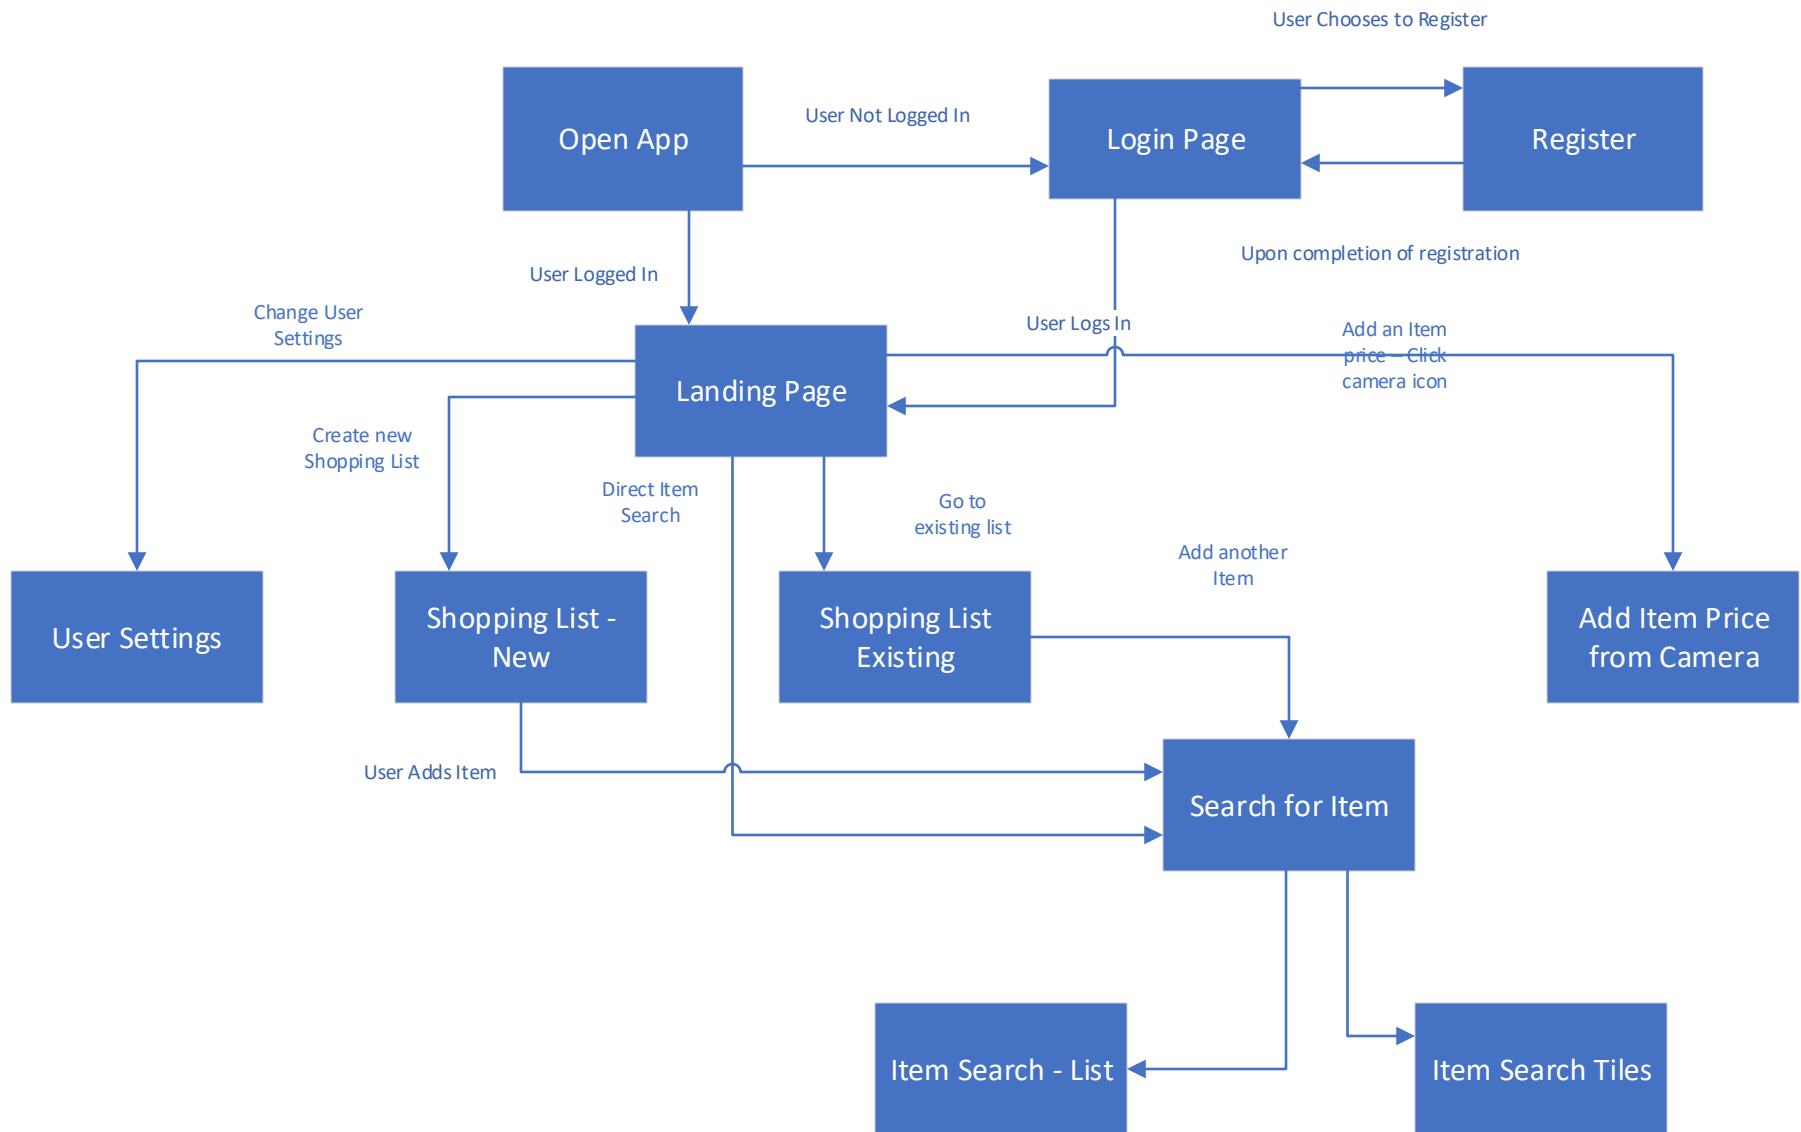 User Chooses to Register
Open App
User Not Logged In
Login Page
Register
User Logged In
Upon completion of registration
Change User
Settings
User Logs In
Add an Item
price – Click
camera icon
Landing Page
Create new
Shopping List
Direct Item
Search
Go to
existing list
Add another
Item
User Settings
Shopping List -
New
Shopping List
Existing
Add Item Price
from Camera
User Adds Item
Search for Item
Item Search - List
Item Search Tiles